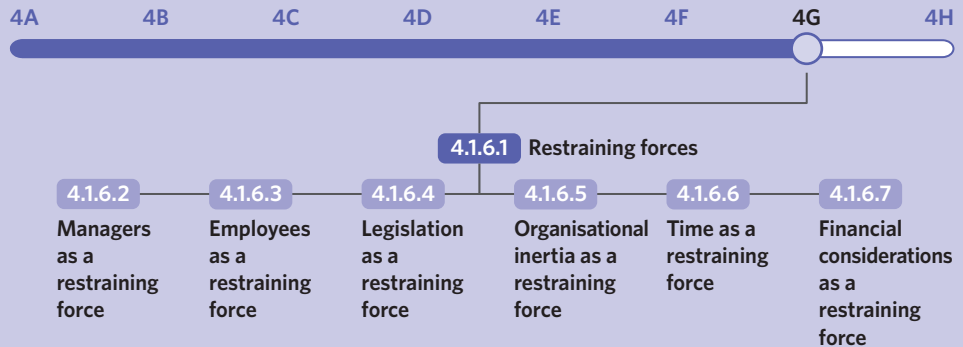 4A 4B 4C 4D 4E 4F 4G 4H
4.1.6.1 Restraining forces
4.1.6.2
Managers
as a
restraining
force
4.1.6.3
Employees
as a
restraining
force
4.1.6.4
Legislation
as a
restraining
force
4.1.6.5
Organisational
inertia as a
restraining
force
4.1.6.6
Time as a
restraining
force
4.1.6.7
Financial
considerations
as a
restraining
force